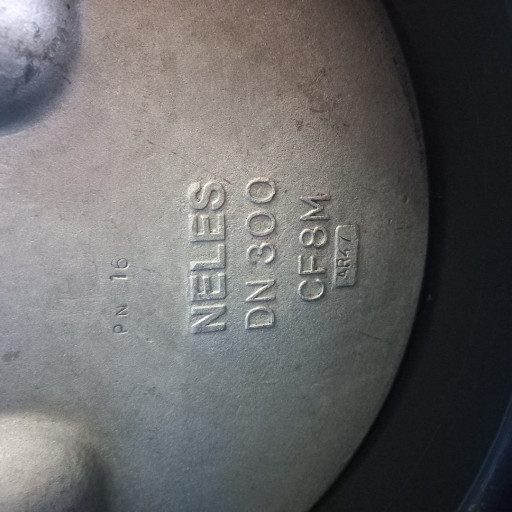 PN 16
NELES
DN 300
CF8M